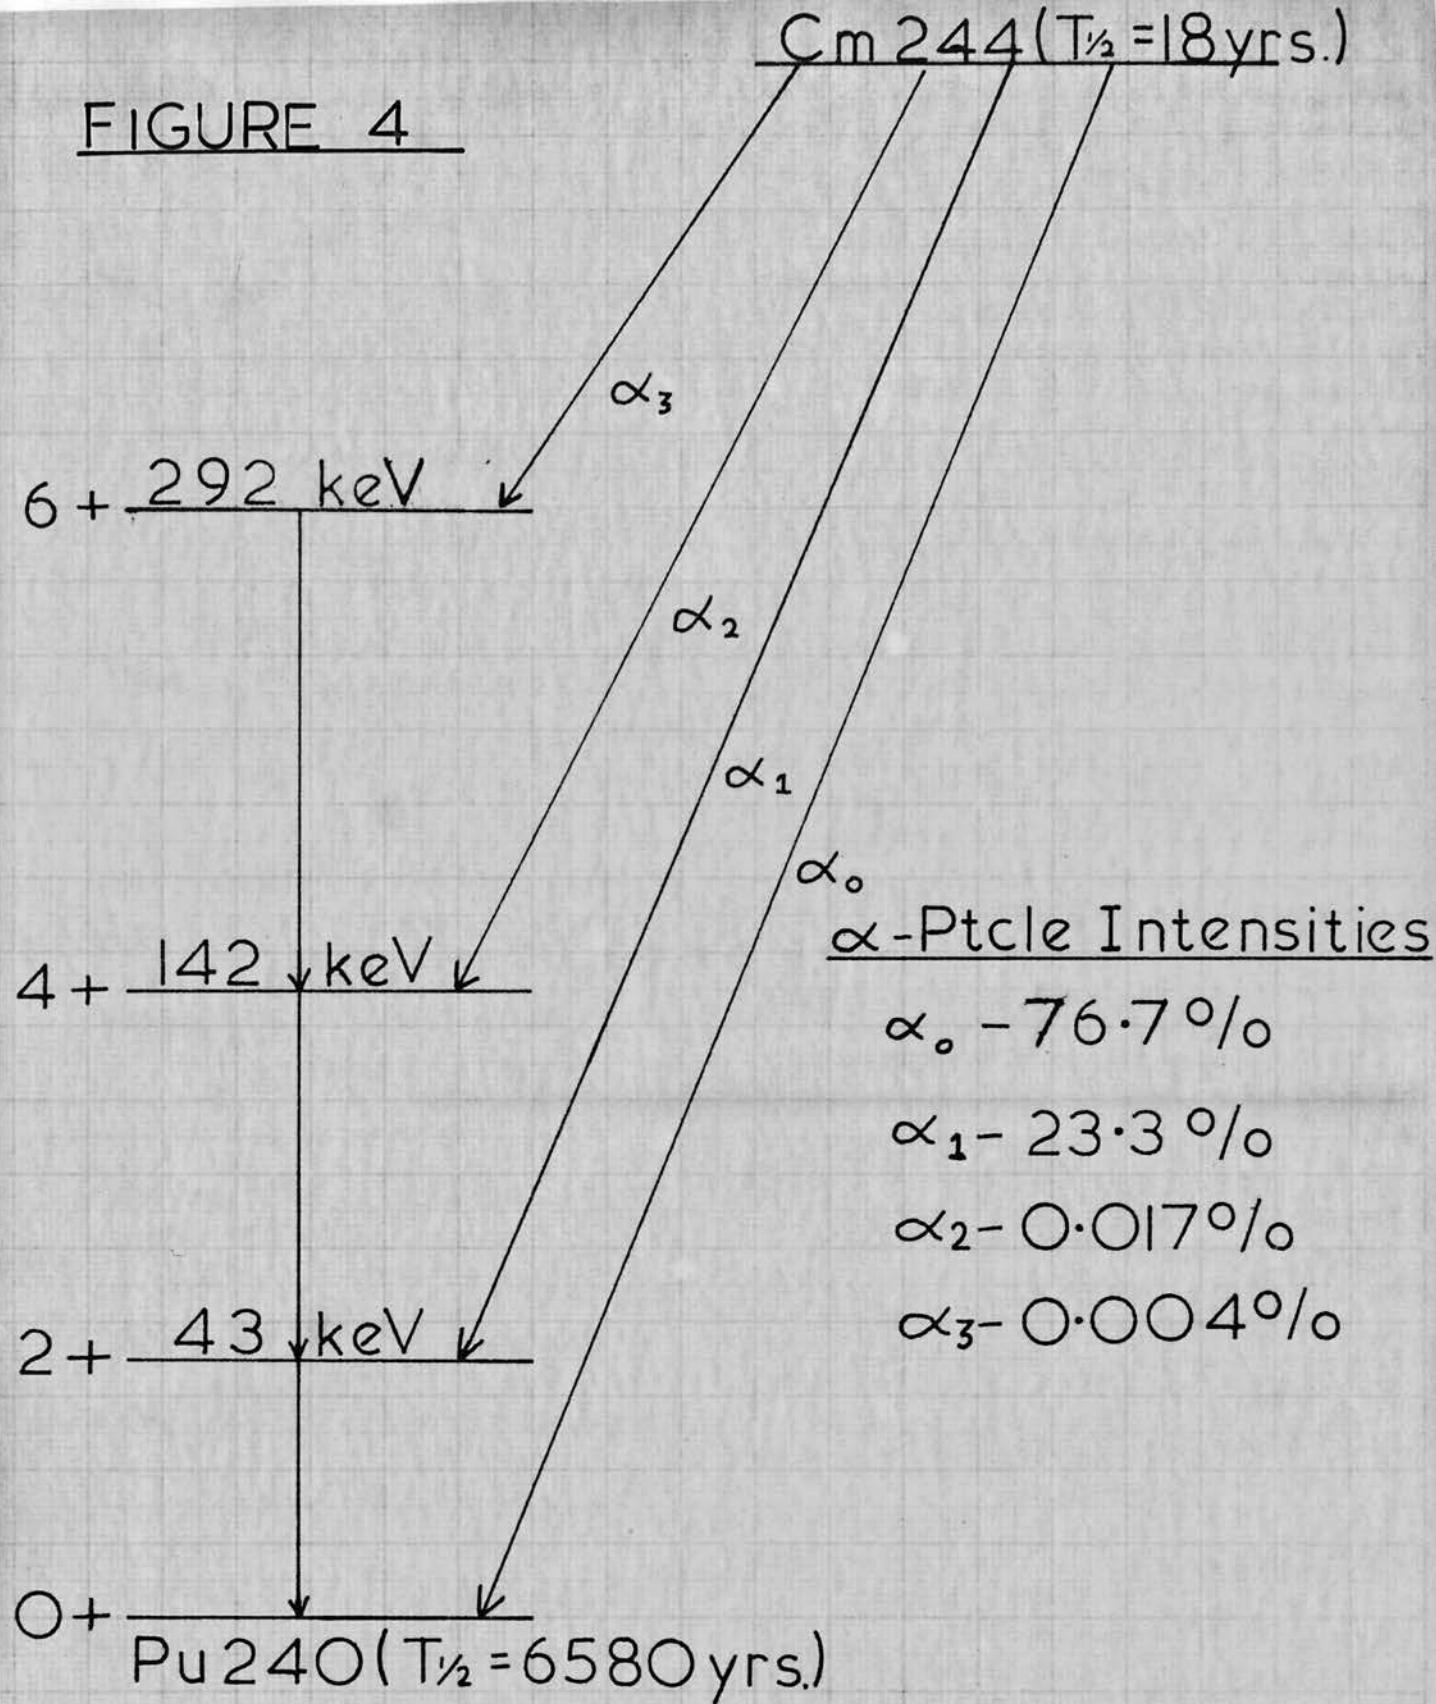 Cm 244 (T½ = 18 yrs.)
FIGURE 4
α₃
6+ 292 keV
α₂
α₁
α₀
α-Ptcle Intensities
4+ 142 keV
α₀ - 76·7 %
α₁ - 23·3 %
α₂ - 0·017 %
α₃ - 0·004 %
2+ 43 keV
0+
Pu 240 (T½ = 6580 yrs.)